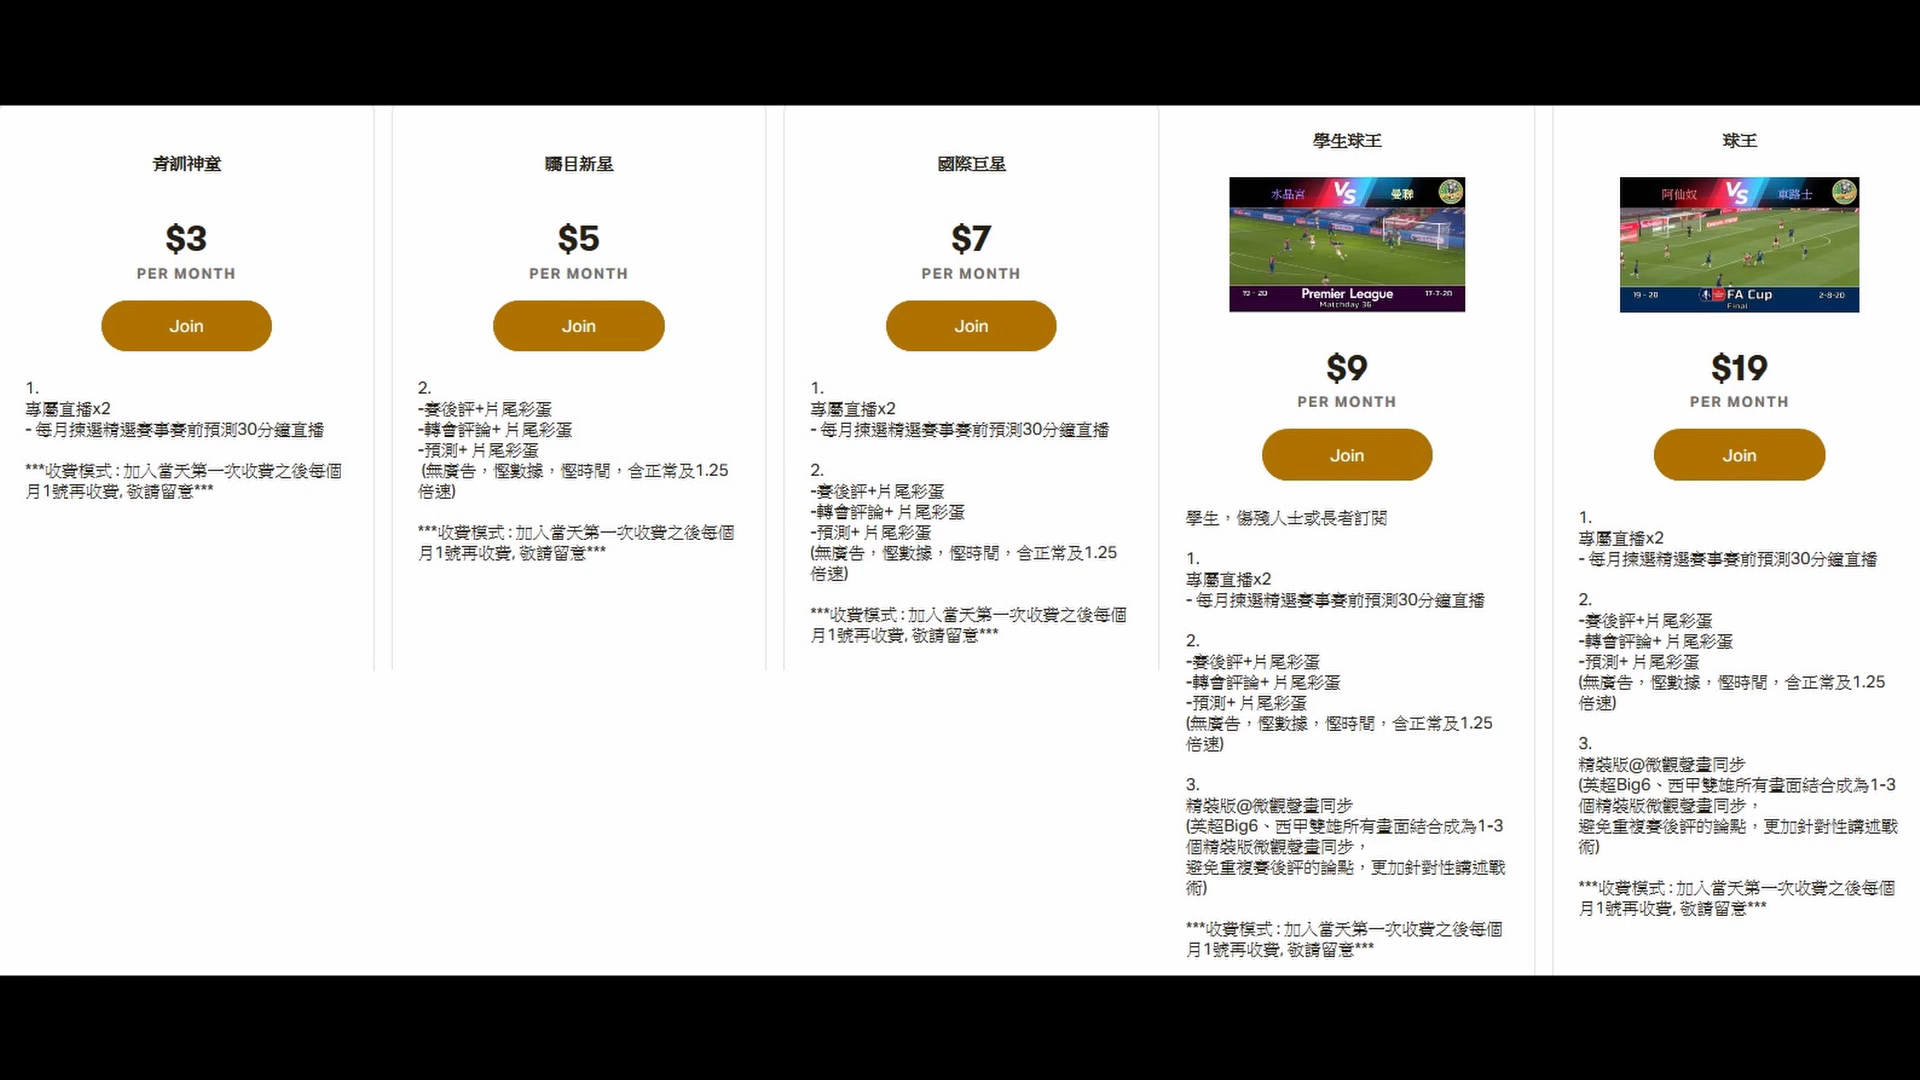 青訓神童
$3
PER MONTH
Join
1.
專屬直播x2
- 每月揀選精選賽事賽前預測30分鐘直播
***收費模式 : 加入當天第一次收費之後每個
月1號再收費, 敬請留意***
矚目新星
$5
PER MONTH
Join
2.
-賽後評+片尾彩蛋
-轉會評論+ 片尾彩蛋
-預測+ 片尾彩蛋
(無廣告，慳數據，慳時間，含正常及1.25
倍速)
***收費模式 : 加入當天第一次收費之後每個
月1號再收費, 敬請留意***
國際巨星
$7
PER MONTH
Join
1.
專屬直播x2
- 每月揀選精選賽事賽前預測30分鐘直播
2.
-賽後評+片尾彩蛋
-轉會評論+ 片尾彩蛋
-預測+ 片尾彩蛋
(無廣告，慳數據，慳時間，含正常及1.25
倍速)
***收費模式 : 加入當天第一次收費之後每個
月1號再收費, 敬請留意***
學生球王
水晶宮 VS 曼聯
19 - 20 Premier League 17-7-20
Matchday 36
$9
PER MONTH
Join
學生，傷殘人士或長者訂閱
1.
專屬直播x2
- 每月揀選精選賽事賽前預測30分鐘直播
2.
-賽後評+片尾彩蛋
-轉會評論+ 片尾彩蛋
-預測+ 片尾彩蛋
(無廣告，慳數據，慳時間，含正常及1.25
倍速)
3.
精裝版@微觀聲畫同步
(英超Big6、西甲雙雄所有畫面結合成為1-3
個精裝版微觀聲畫同步，
避免重複賽後評的論點，更加針對性講述戰
術)
***收費模式 : 加入當天第一次收費之後每個
月1號再收費, 敬請留意***
球王
阿仙奴 VS 車路士
19 - 20 FA Cup 2-8-20
Final
$19
PER MONTH
Join
1.
專屬直播x2
- 每月揀選精選賽事賽前預測30分鐘直播
2.
-賽後評+片尾彩蛋
-轉會評論+ 片尾彩蛋
-預測+ 片尾彩蛋
(無廣告，慳數據，慳時間，含正常及1.25
倍速)
3.
精裝版@微觀聲畫同步
(英超Big6、西甲雙雄所有畫面結合成為1-3
個精裝版微觀聲畫同步，
避免重複賽後評的論點，更加針對性講述戰
術)
***收費模式 : 加入當天第一次收費之後每個
月1號再收費, 敬請留意***